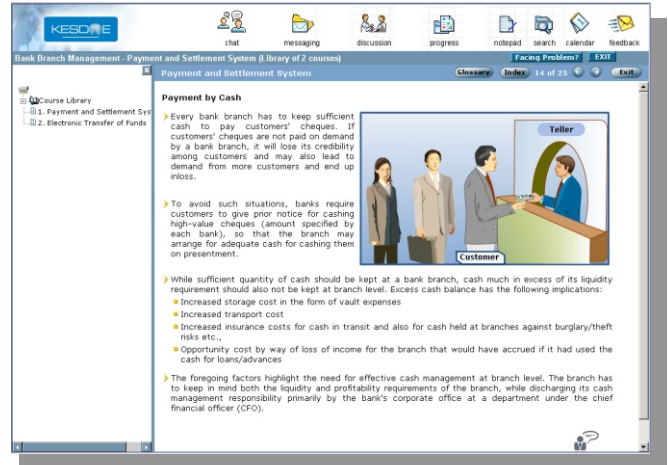 KESDEE
chat
messaging
discussion
progress
notepad
search
calendar
feedback
Bank Branch Management - Payment and Settlement System (Library of 2 courses)
Facing Problem?
EXIT
Payment and Settlement System
Glossary
Index
14 of 25
Exit
Course Library
1. Payment and Settlement Sys
2. Electronic Transfer of Funds
Payment by Cash
Every bank branch has to keep sufficient
cash to pay customers' cheques. If
customers' cheques are not paid on demand
by a bank branch, it will lose its credibility
among customers and may also lead to
demand from more customers and end up
inloss.
To avoid such situations, banks require
customers to give prior notice for cashing
high-value cheques (amount specified by
each bank), so that the branch may
arrange for adequate cash for cashing them
on presentment.
Teller
Customer
While sufficient quantity of cash should be kept at a bank branch, cash much in excess of its liquidity
requirement should also not be kept at branch level. Excess cash balance has the following implications:
Increased storage cost in the form of vault expenses
Increased transport cost
Increased insurance costs for cash in transit and also for cash held at branches against burglary/theft
risks etc.,
Opportunity cost by way of loss of income for the branch that would have accrued if it had used the
cash for loans/advances
The foregoing factors highlight the need for effective cash management at branch level. The branch has
to keep in mind both the liquidity and profitability requirements of the branch, while discharging its cash
management responsibility primarily by the bank's corporate office at a department under the chief
financial officer (CFO).